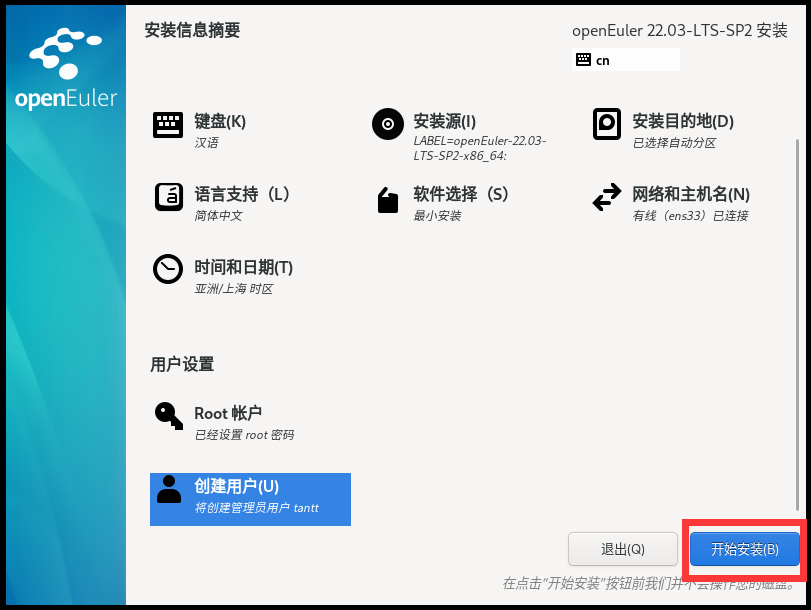 openEuler
安装信息摘要
openEuler 22.03-LTS-SP2 安装
cn
键盘(K)
汉语
安装源(I)
LABEL=openEuler-22.03-
LTS-SP2-x86_64:
安装目的地(D)
已选择自动分区
语言支持（L）
简体中文
软件选择（S）
最小安装
网络和主机名(N)
有线（ens33）已连接
时间和日期(T)
亚洲/上海 时区
用户设置
Root 帐户
已经设置 root 密码
创建用户(U)
将创建管理员用户 tantt
退出(Q)
开始安装(B)
在点击“开始安装”按钮前我们并不会操作您的磁盘。